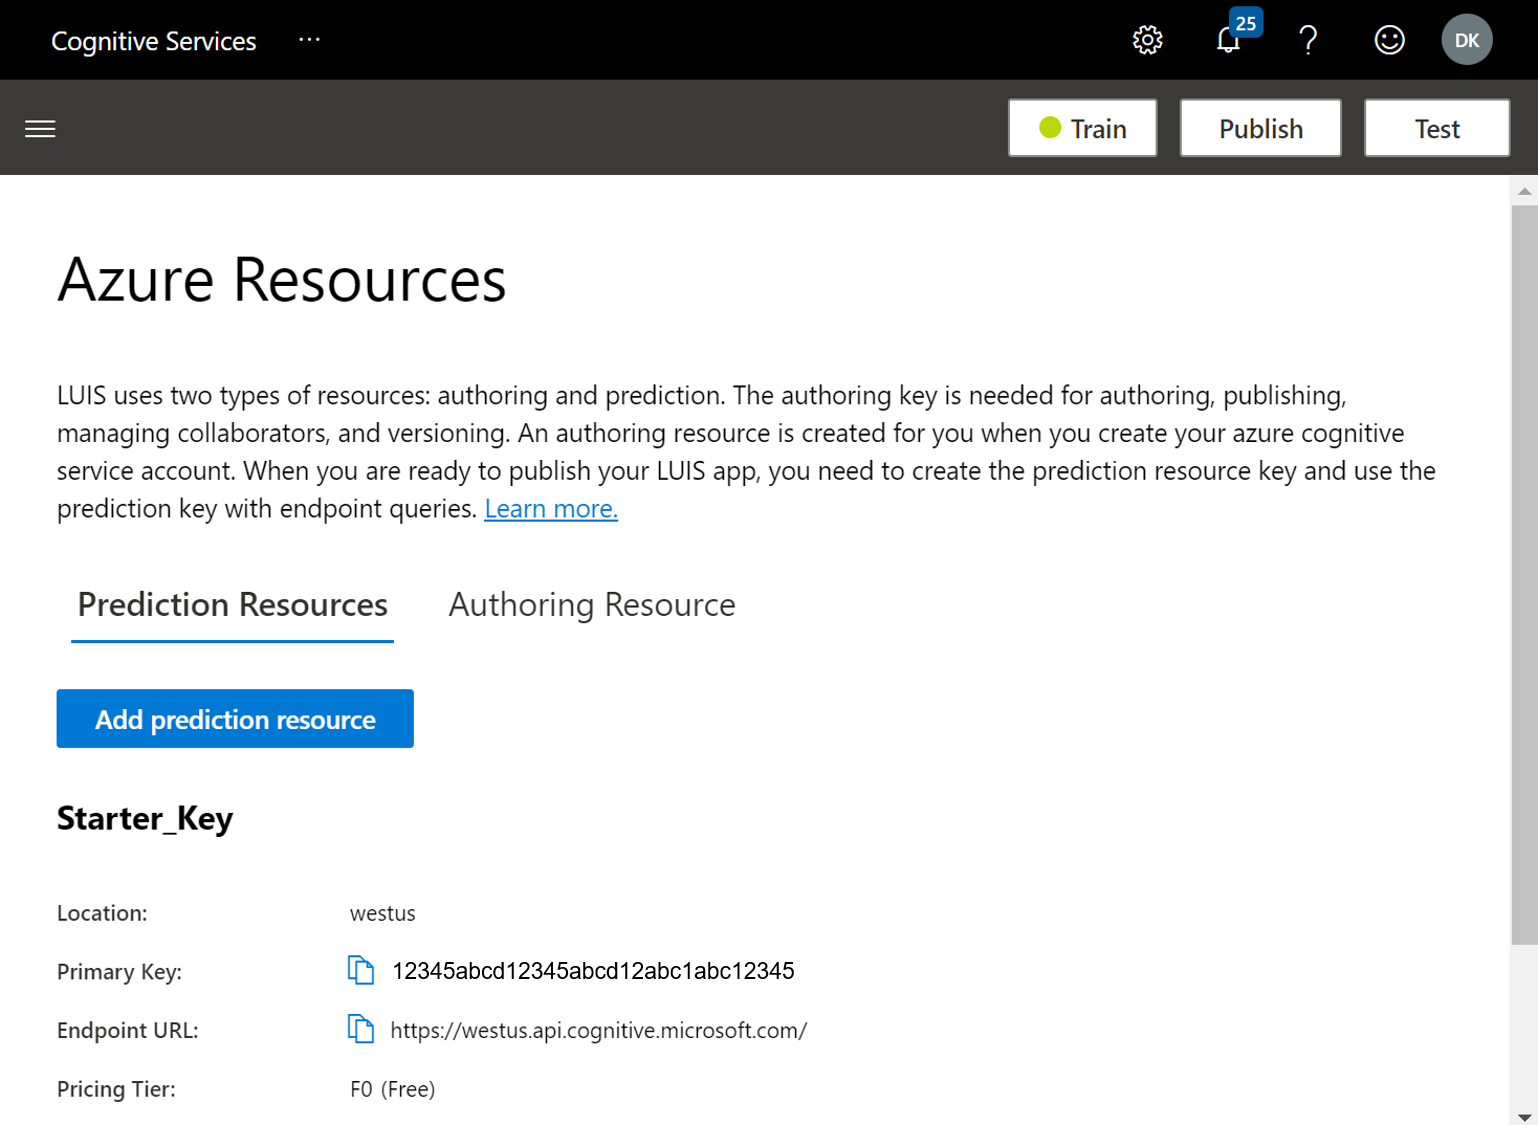 Cognitive Services ...
25
DK
Train
Publish
Test
Azure Resources
LUIS uses two types of resources: authoring and prediction. The authoring key is needed for authoring, publishing,
managing collaborators, and versioning. An authoring resource is created for you when you create your azure cognitive
service account. When you are ready to publish your LUIS app, you need to create the prediction resource key and use the
prediction key with endpoint queries. Learn more.
Prediction Resources Authoring Resource
Add prediction resource
Starter_Key
Location: westus
Primary Key: 12345abcd12345abcd12abc1abc12345
Endpoint URL: https://westus.api.cognitive.microsoft.com/
Pricing Tier: F0 (Free)